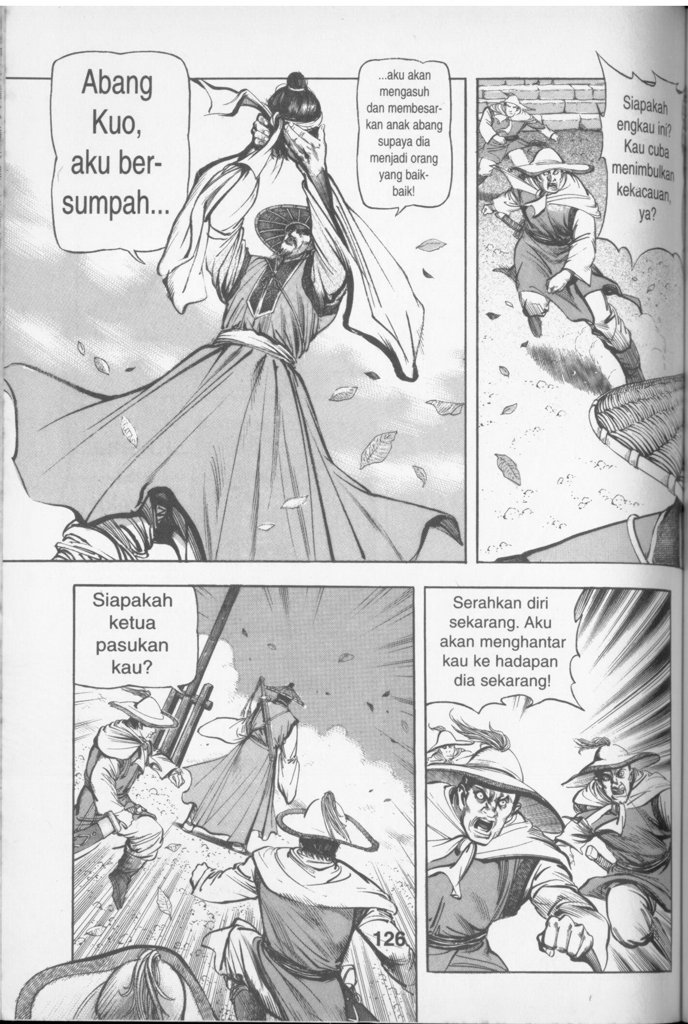 Abang
Kuo,
aku ber-
sumpah...
...aku akan
mengasuh
dan membesar-
kan anak abang
supaya dia
menjadi orang
yang baik-
baik!
Siapakah
engkau ini?
Kau cuba
menimbulkan
kekacauan,
ya?
Siapakah
ketua
pasukan
kau?
Serahkan diri
sekarang. Aku
akan menghantar
kau ke hadapan
dia sekarang!
126